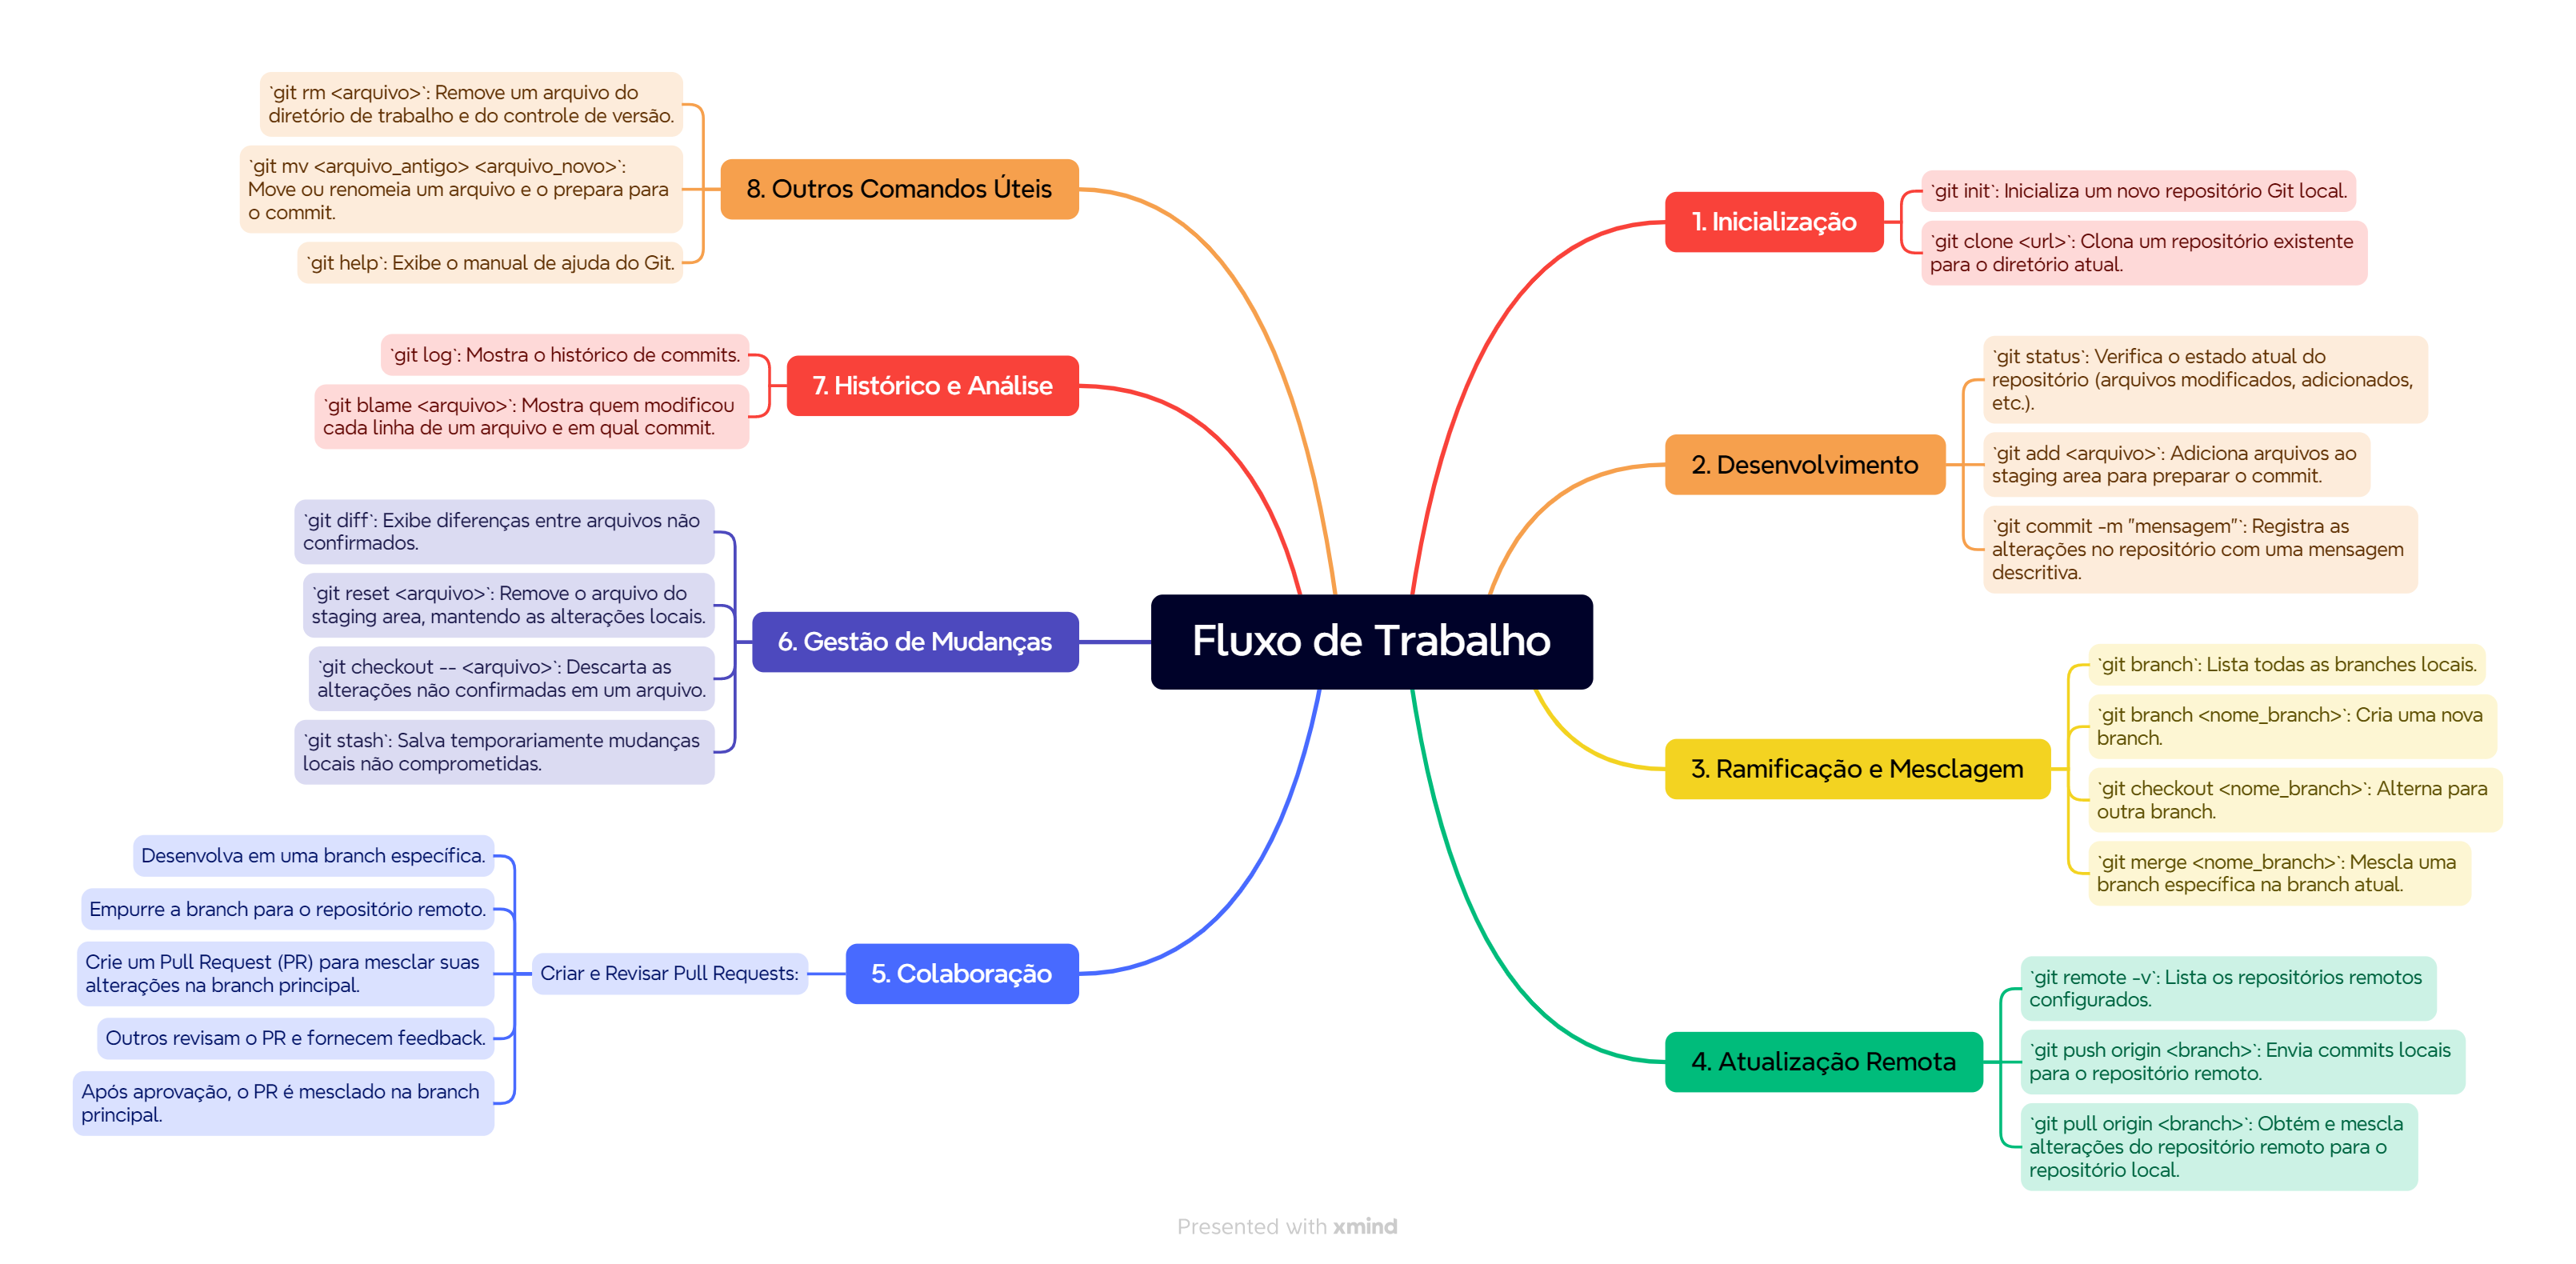 Fluxo de Trabalho
1. Inicialização
`git init`: Inicializa um novo repositório Git local.
`git clone <url>`: Clona um repositório existente
para o diretório atual.
2. Desenvolvimento
`git status`: Verifica o estado atual do
repositório (arquivos modificados, adicionados,
etc.).
`git add <arquivo>`: Adiciona arquivos ao
staging area para preparar o commit.
`git commit -m "mensagem"`: Registra as
alterações no repositório com uma mensagem
descritiva.
3. Ramificação e Mesclagem
`git branch`: Lista todas as branches locais.
`git branch <nome_branch>`: Cria uma nova
branch.
`git checkout <nome_branch>`: Alterna para
outra branch.
`git merge <nome_branch>`: Mescla uma
branch específica na branch atual.
4. Atualização Remota
`git remote -v`: Lista os repositórios remotos
configurados.
`git push origin <branch>`: Envia commits locais
para o repositório remoto.
`git pull origin <branch>`: Obtém e mescla
alterações do repositório remoto para o
repositório local.
5. Colaboração
Criar e Revisar Pull Requests:
Desenvolva em uma branch específica.
Empurre a branch para o repositório remoto.
Crie um Pull Request (PR) para mesclar suas
alterações na branch principal.
Outros revisam o PR e fornecem feedback.
Após aprovação, o PR é mesclado na branch
principal.
6. Gestão de Mudanças
`git diff`: Exibe diferenças entre arquivos não
confirmados.
`git reset <arquivo>`: Remove o arquivo do
staging area, mantendo as alterações locais.
`git checkout -- <arquivo>`: Descarta as
alterações não confirmadas em um arquivo.
`git stash`: Salva temporariamente mudanças
locais não comprometidas.
7. Histórico e Análise
`git log`: Mostra o histórico de commits.
`git blame <arquivo>`: Mostra quem modificou
cada linha de um arquivo e em qual commit.
8. Outros Comandos Úteis
`git rm <arquivo>`: Remove um arquivo do
diretório de trabalho e do controle de versão.
`git mv <arquivo_antigo> <arquivo_novo>`:
Move ou renomeia um arquivo e o prepara para
o commit.
`git help`: Exibe o manual de ajuda do Git.
Presented with xmind